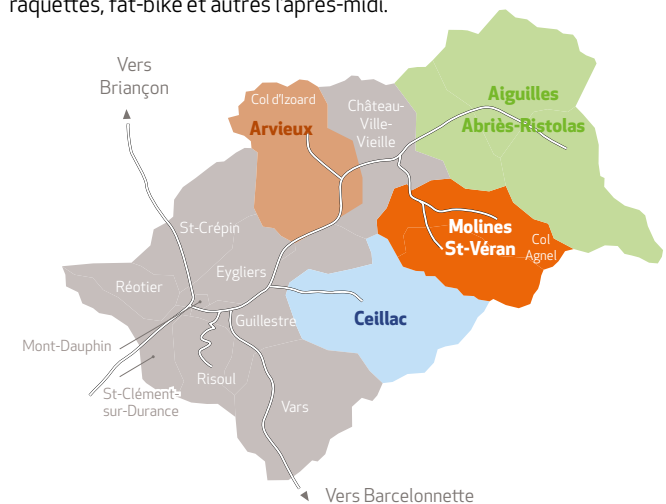 raquettes, fat-bike et autres l'après-midi.
Vers
Briançon
Col d'Izoard
Arvieux
Château-
Ville-
Vieille
Aiguilles
Abriès-Ristolas
St-Crépin
Molines
St-Véran
Col
Agnel
Eygliers
Réotier
Guillestre
Ceillac
Mont-Dauphin
Risoul
St-Clément-
sur-Durance
Vars
Vers Barcelonnette